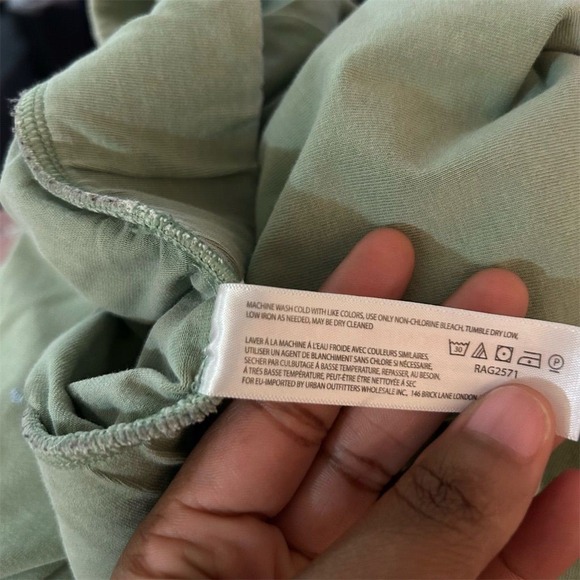 MACHINE WASH COLD WITH LIKE COLORS, USE ONLY NON-CHLORINE BLEACH, TUMBLE DRY LOW,
LOW IRON AS NEEDED, MAY BE DRY CLEANED
LAVER À LA MACHINE À L'EAU FROIDE AVEC COULEURS SIMILAIRES,
UTILISER UN AGENT DE BLANCHIMENT SANS CHLORE SI NÉCESSAIRE.
SECHER PAR CULBUTAGE À BASSE TEMPERATURE, REPASSER, AU BESOIN,
À TRÈS BASSE TEMPÉRATURE, PEUT-ÊTRE ÊTRE NETTOYÉE À SEC
FOR EU-IMPORTED BY URBAN OUTFITTERS WHOLESALE INC., 146 BRICK LANE LONDON
30 P
RAG2571